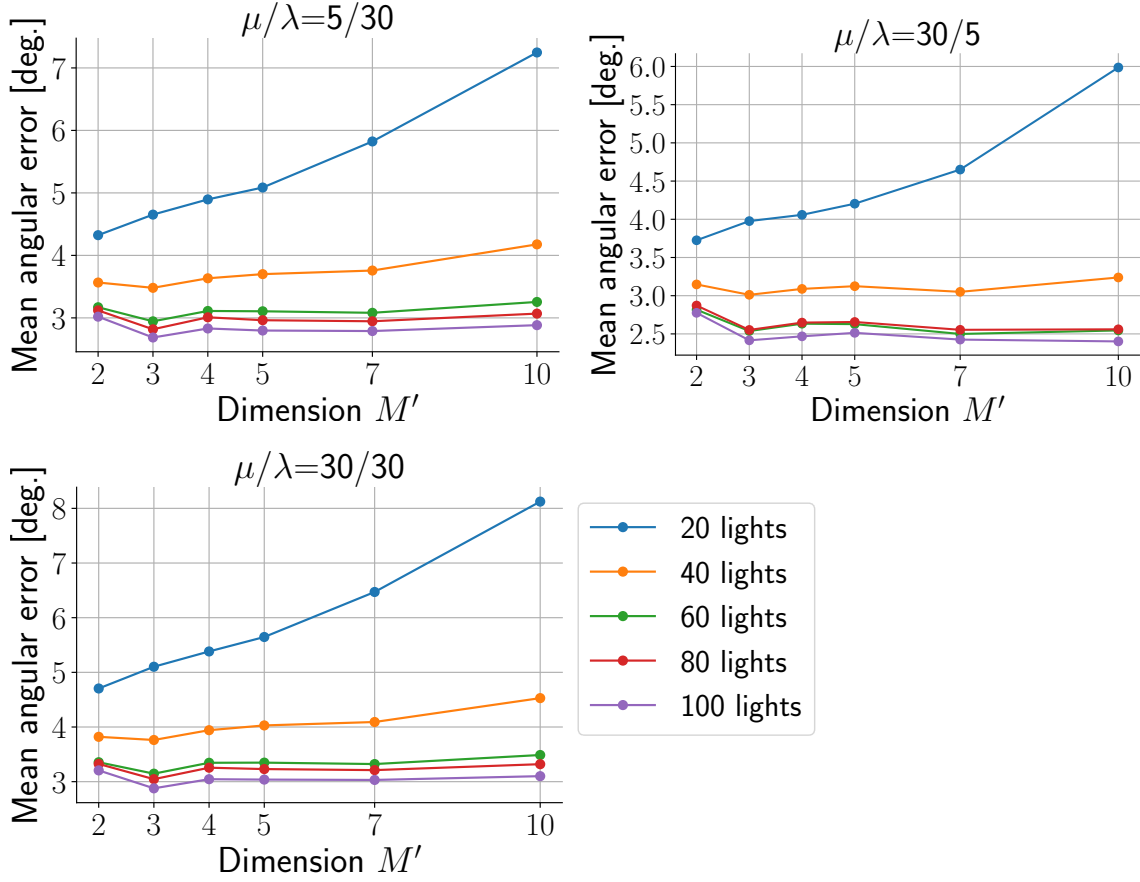 μ/λ=5/30
Mean angular error [deg.]
7
6
5
4
3
2 3 4 5 7 10
Dimension M′
μ/λ=30/5
Mean angular error [deg.]
6.0
5.5
5.0
4.5
4.0
3.5
3.0
2.5
2 3 4 5 7 10
Dimension M′
μ/λ=30/30
Mean angular error [deg.]
8
7
6
5
4
3
2 3 4 5 7 10
Dimension M′
20 lights
40 lights
60 lights
80 lights
100 lights